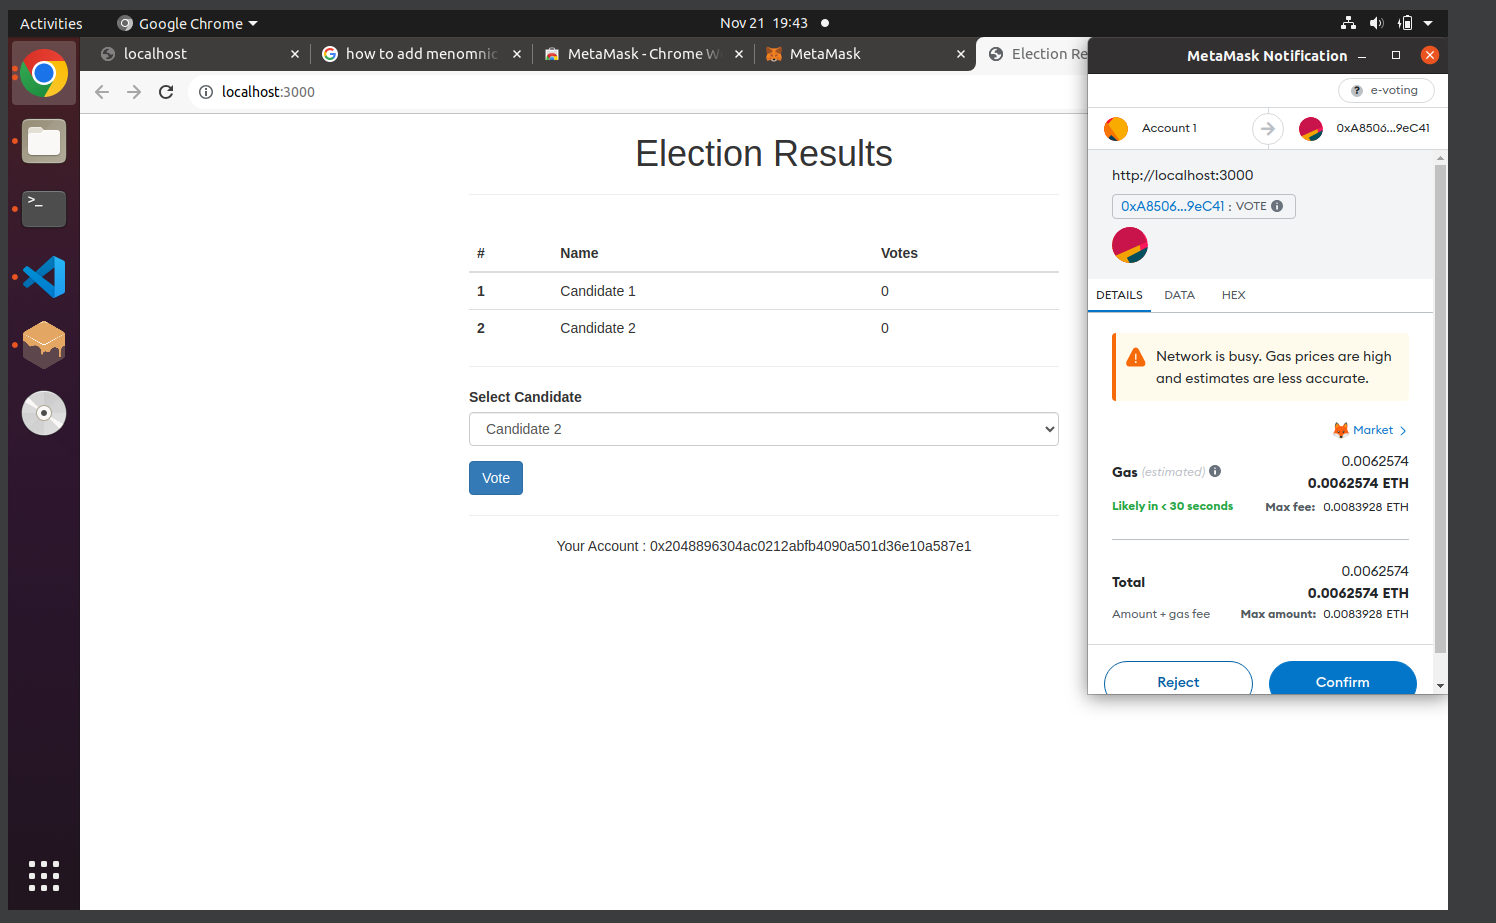 Activities
Google Chrome
Nov 21 19:43
localhost
how to add menomnic
MetaMask - Chrome W
MetaMask
Election Re
localhost:3000
Election Results
# Name Votes
1 Candidate 1 0
2 Candidate 2 0
Select Candidate
Candidate 2
Vote
Your Account : 0x2048896304ac0212abfb4090a501d36e10a587e1
MetaMask Notification
e-voting
Account 1
0xA8506...9eC41
http://localhost:3000
0xA8506...9eC41 : VOTE
DETAILS DATA HEX
Network is busy. Gas prices are high
and estimates are less accurate.
Market >
0.0062574
Gas (estimated) 0.0062574 ETH
Likely in < 30 seconds Max fee: 0.0083928 ETH
0.0062574
Total 0.0062574 ETH
Amount + gas fee Max amount: 0.0083928 ETH
Reject Confirm